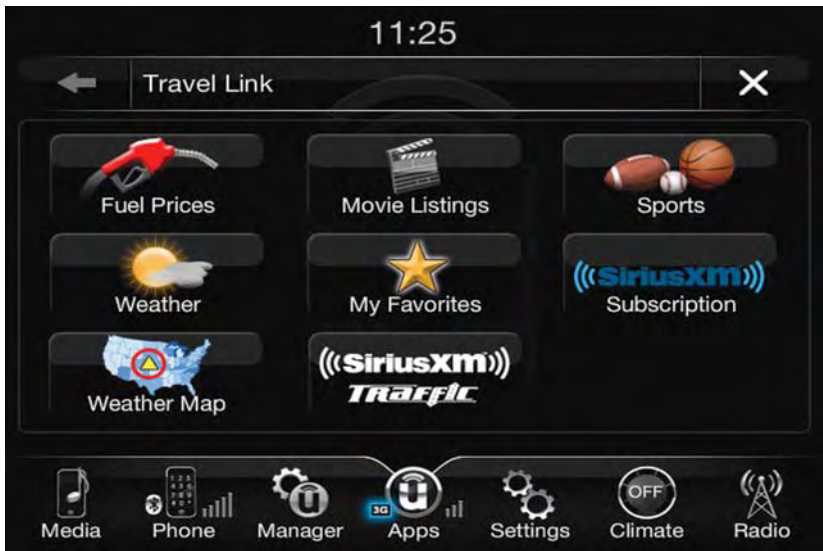 11:25
Travel Link
Fuel Prices
Movie Listings
Sports
Weather
My Favorites
((SiriusXM))
Subscription
Weather Map
((SiriusXM))
TRaffic
3G
OFF
Media
Phone
Manager
Apps
Settings
Climate
Radio